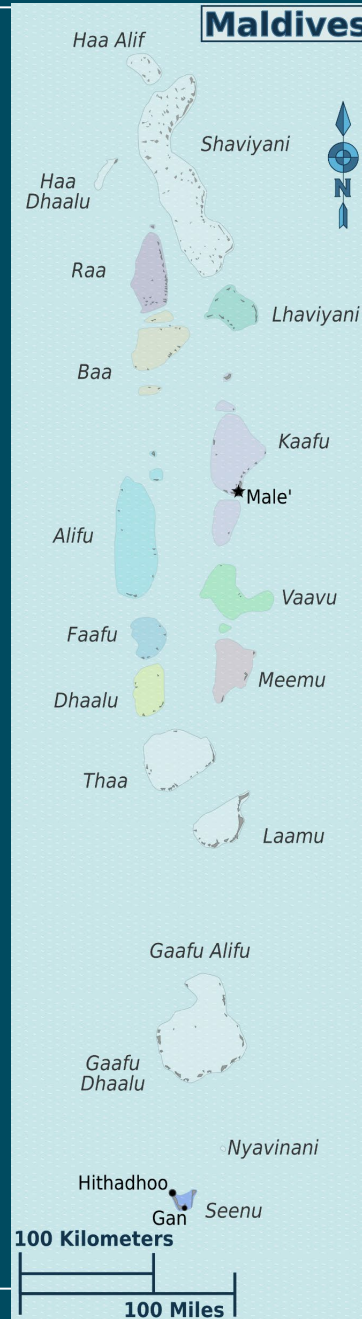 Maldives
Haa Alif
Shaviyani
N
Haa
Dhaalu
Raa
Lhaviyani
Baa
Kaafu
Male'
Alifu
Vaavu
Faafu
Meemu
Dhaalu
Thaa
Laamu
Gaafu Alifu
Gaafu
Dhaalu
Nyavinani
Hithadhoo
Seenu
Gan
100 Kilometers
100 Miles